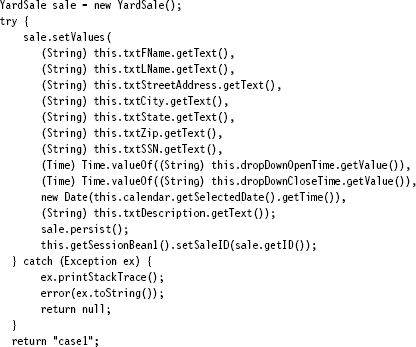 YardSale sale = new YardSale();
try {
sale.setValues(
(String) this.txtFName.getText(),
(String) this.txtLName.getText(),
(String) this.txtStreetAddress.getText(),
(String) this.txtCity.getText(),
(String) this.txtState.getText(),
(String) this.txtZip.getText(),
(String) this.txtSSN.getText(),
(Time) Time.valueOf((String) this.dropDownOpenTime.getValue()),
(Time) Time.valueOf((String) this.dropDownCloseTime.getValue()),
new Date(this.calendar.getSelectedDate().getTime()),
(String) this.txtDescription.getText());
sale.persist();
this.getSessionBean1().setSaleID(sale.getID());
} catch (Exception ex) {
ex.printStackTrace();
error(ex.toString());
return null;
}
return "case1";